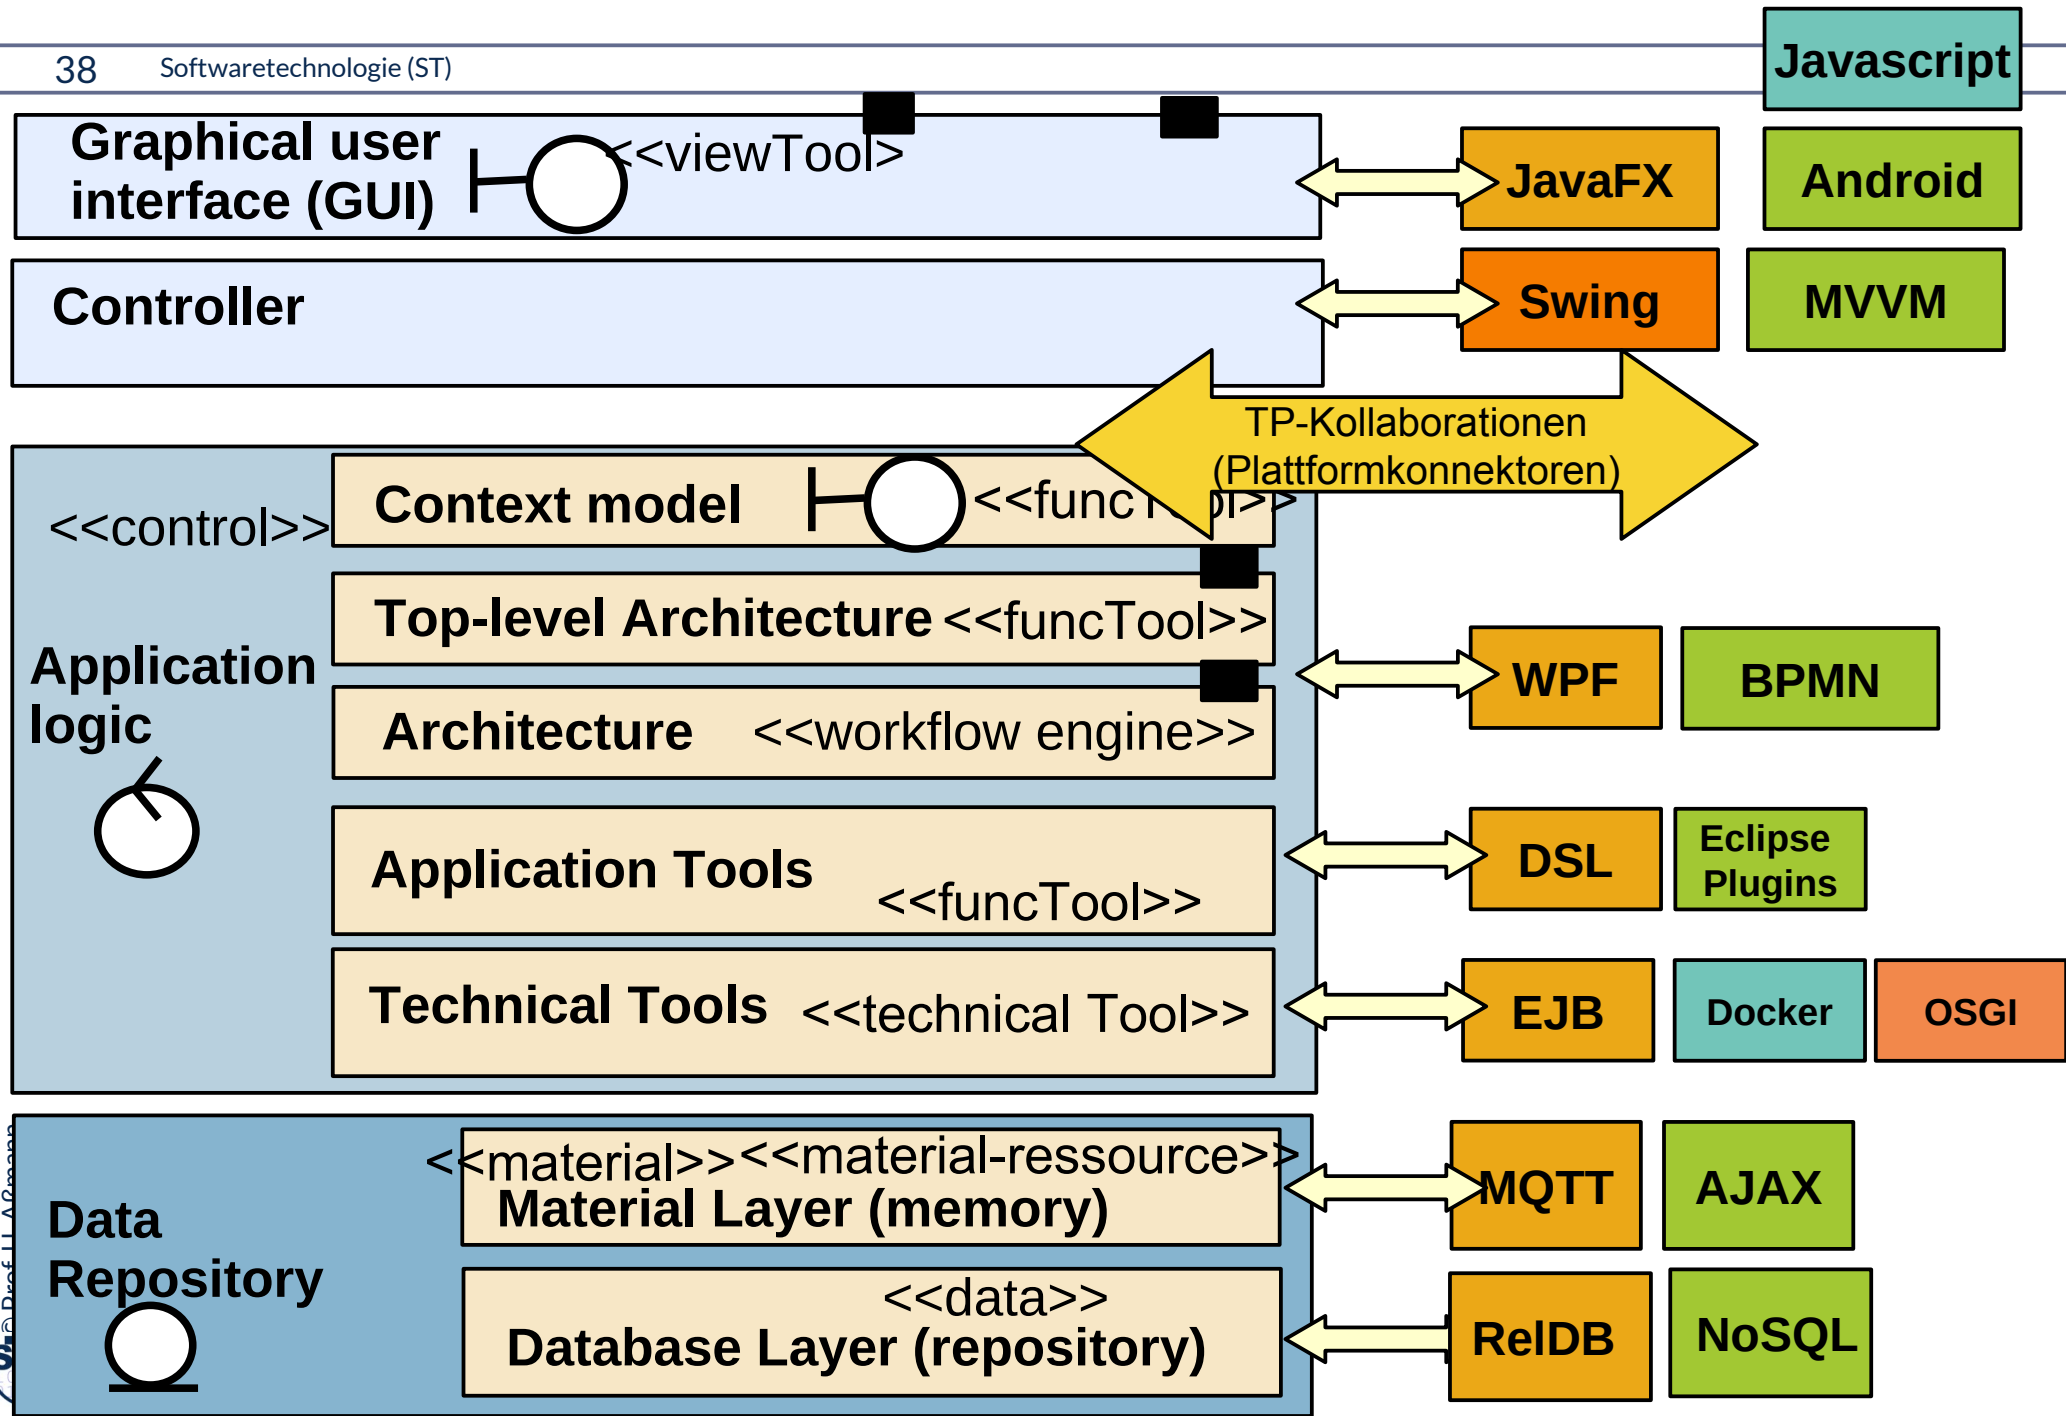 Javascript
38 Softwaretechnologie (ST)
Graphical user
interface (GUI)
<<viewTool>
JavaFX
Android
Controller
Swing
MVVM
TP-Kollaborationen
(Plattformkonnektoren)
<<control>>
Context model
Top-level Architecture <<funcTool>>
Application
logic
WPF
BPMN
Architecture <<workflow engine>>
Application Tools
<<funcTool>>
DSL
Eclipse
Plugins
Technical Tools <<technical Tool>>
EJB
Docker
OSGI
<<material>> <<material-ressource>>
Material Layer (memory)
MQTT
AJAX
Data
Repository
<<data>>
Database Layer (repository)
RelDB
NoSQL